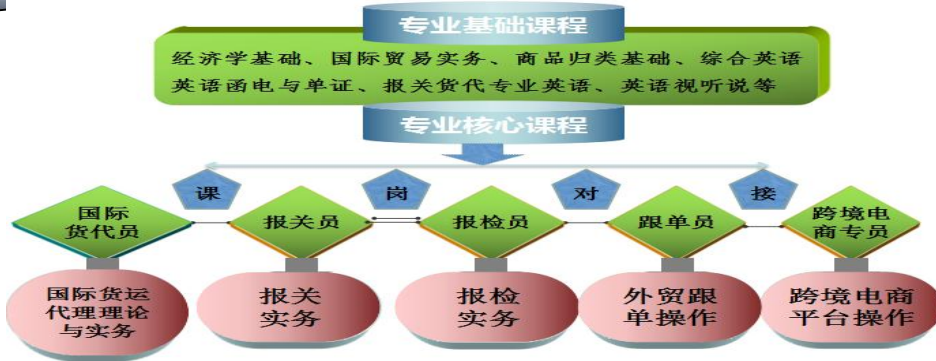 专业基础课程
经济学基础、国际贸易实务、商品归类基础、综合英语
英语函电与单证、报关货代专业英语、英语视听说等
专业核心课程
课
岗
对
接
国际
货代员
报关员
报检员
跟单员
跨境电
商专员
国际货运
代理理论
与实务
报关
实务
报检
实务
外贸跟
单操作
跨境电商
平台操作